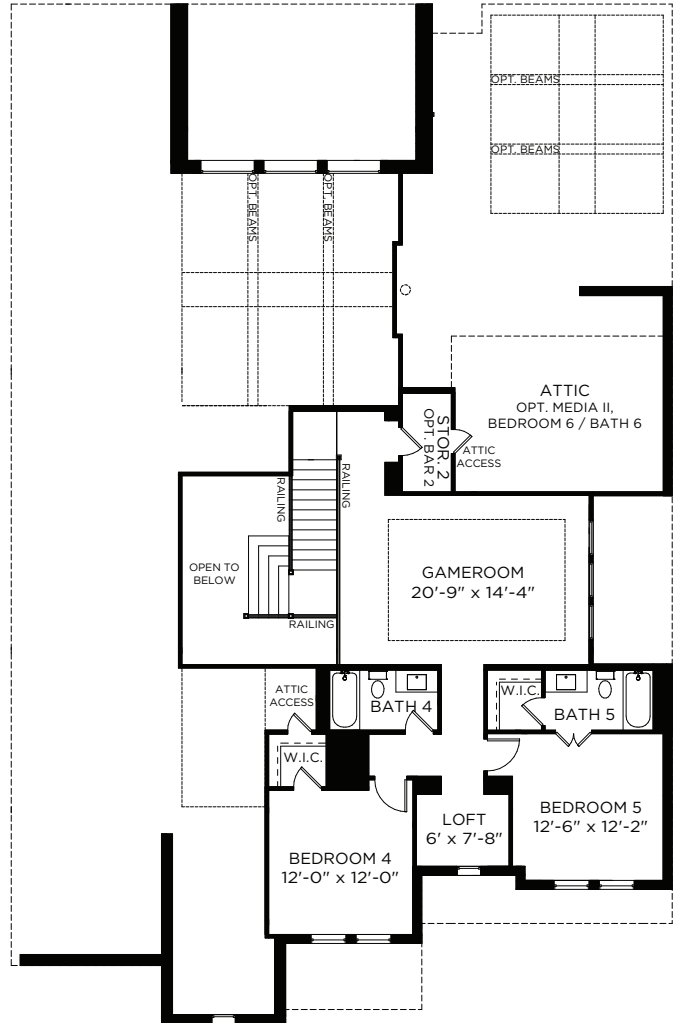 OPT. BEAMS
OPT. BEAMS
OPT. BEAMS
OPT. BEAMS
ATTIC
OPT. MEDIA II,
BEDROOM 6 / BATH 6
STOR. 2
OPT. BAR 2
ATTIC
ACCESS
RAILING
RAILING
OPEN TO
BELOW
GAMEROOM
20'-9" x 14'-4"
RAILING
ATTIC
ACCESS
BATH 4
W.I.C.
BATH 5
W.I.C.
LOFT
6' x 7'-8"
BEDROOM 5
12'-6" x 12'-2"
BEDROOM 4
12'-0" x 12'-0"